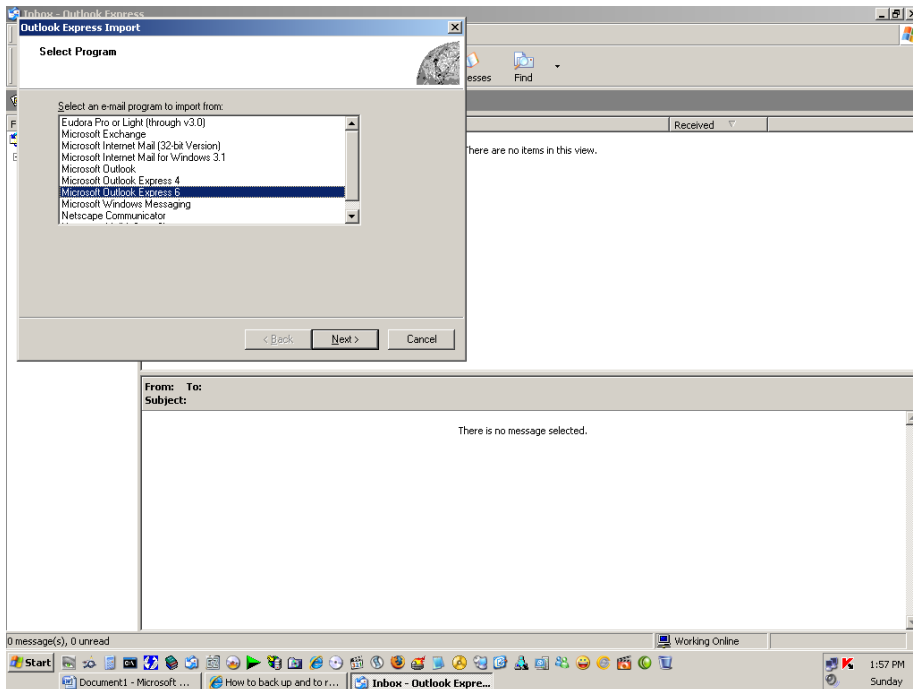 Inbox - Outlook Express
Outlook Express Import
Select Program
esses
Find
Select an e-mail program to import from:
Eudora Pro or Light (through v3.0)
Microsoft Exchange
Microsoft Internet Mail (32-bit Version)
Microsoft Internet Mail for Windows 3.1
Microsoft Outlook
Microsoft Outlook Express 4
Microsoft Outlook Express 6
Microsoft Windows Messaging
Netscape Communicator
< Back
Next >
Cancel
F
Received
here are no items in this view.
From: To:
Subject:
There is no message selected.
0 message(s), 0 unread
Working Online
Start
1:57 PM
Document1 - Microsoft ...
How to back up and to r...
Inbox - Outlook Expre...
Sunday